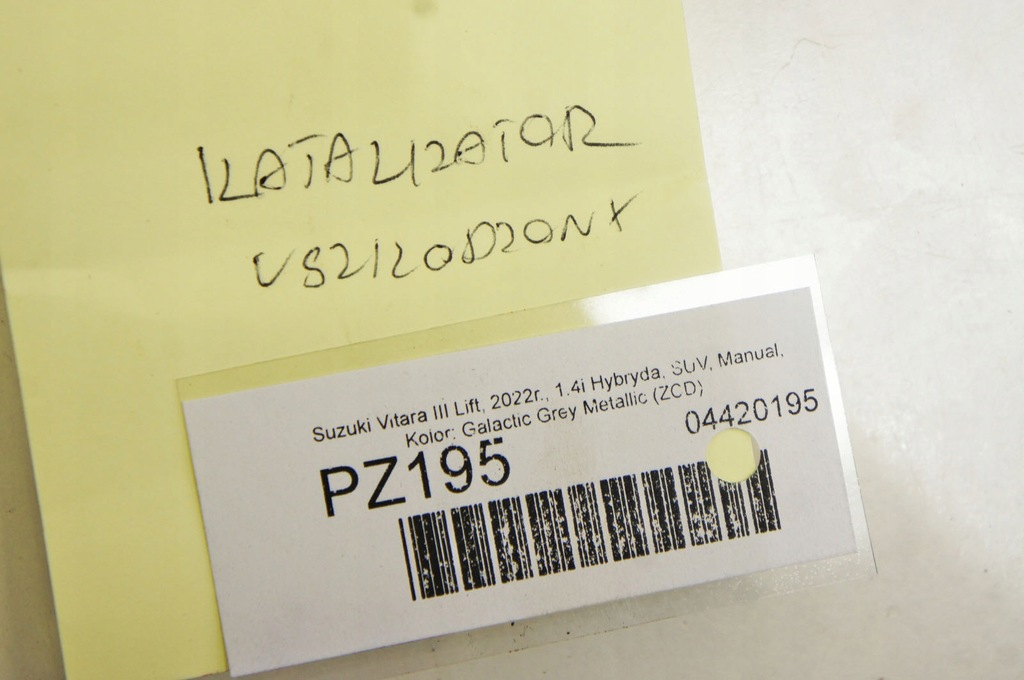 KATALIZATOR
USZKODZONY
Suzuki Vitara III Lift, 2022r., 1.4i Hybryda, SUV, Manual,
Kolor: Galactic Grey Metallic (ZCD)
04420195
PZ195